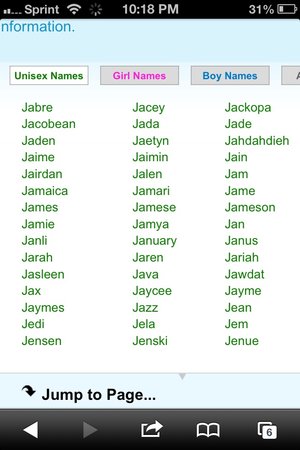 Sprint 10:18 PM 31%
nformation.
Unisex Names Girl Names Boy Names A
Jabre Jacey Jackopa
Jacobean Jada Jade
Jaden Jaetyn Jahdahdieh
Jaime Jaimin Jain
Jairdan Jalen Jam
Jamaica Jamari Jame
James Jamese Jameson
Jamie Jamya Jan
Janli January Janus
Jarah Jaren Jariah
Jasleen Java Jawdat
Jax Jaycee Jayme
Jaymes Jazz Jean
Jedi Jela Jem
Jensen Jenski Jenue
Jump to Page...
6